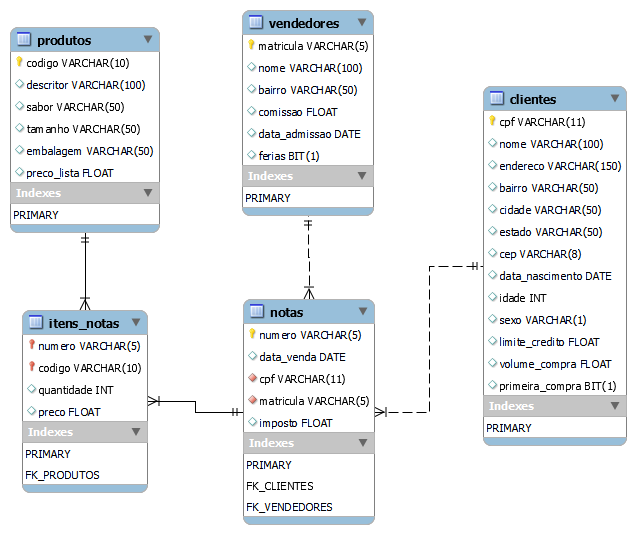 produtos
codigo VARCHAR(10)
descritor VARCHAR(100)
sabor VARCHAR(50)
tamanho VARCHAR(50)
embalagem VARCHAR(50)
preco_lista FLOAT
Indexes
PRIMARY
vendedores
matricula VARCHAR(5)
nome VARCHAR(100)
bairro VARCHAR(50)
comissao FLOAT
data_admissao DATE
ferias BIT(1)
Indexes
PRIMARY
clientes
cpf VARCHAR(11)
nome VARCHAR(100)
endereco VARCHAR(150)
bairro VARCHAR(50)
cidade VARCHAR(50)
estado VARCHAR(50)
cep VARCHAR(8)
data_nascimento DATE
idade INT
sexo VARCHAR(1)
limite_credito FLOAT
volume_compra FLOAT
primeira_compra BIT(1)
Indexes
PRIMARY
itens_notas
numero VARCHAR(5)
codigo VARCHAR(10)
quantidade INT
preco FLOAT
Indexes
PRIMARY
FK_PRODUTOS
notas
numero VARCHAR(5)
data_venda DATE
cpf VARCHAR(11)
matricula VARCHAR(5)
imposto FLOAT
Indexes
PRIMARY
FK_CLIENTES
FK_VENDEDORES